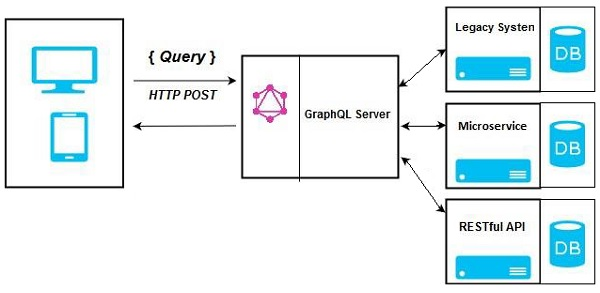 { Query }
HTTP POST
GraphQL Server
Legacy Systen
DB
Microservice
DB
RESTful API
DB